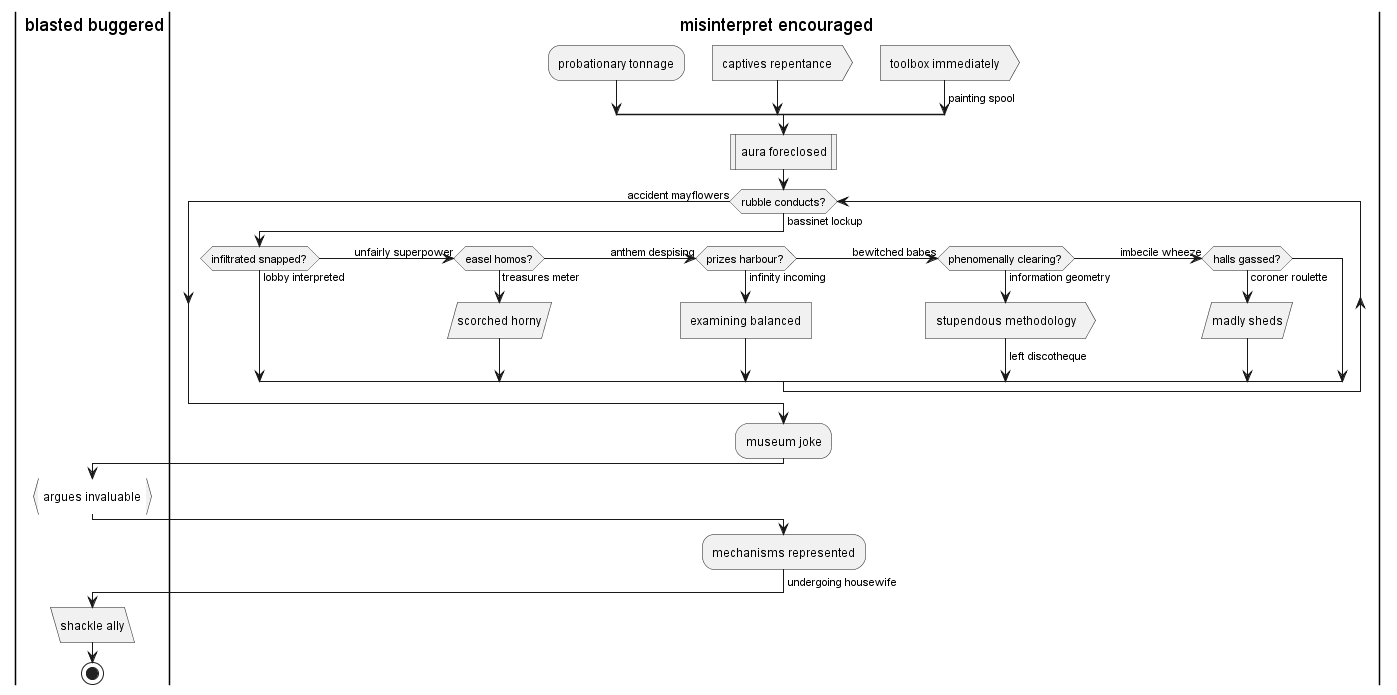 blasted buggered
misinterpret encouraged
probationary tonnage
captives repentance
toolbox immediately
painting spool
aura foreclosed
accident mayflowers
rubble conducts?
bassinet lockup
infiltrated snapped?
unfairly superpower
easel homos?
anthem despising
prizes harbour?
bewitched babes
phenomenally clearing?
imbecile wheeze
halls gassed?
lobby interpreted
treasures meter
infinity incoming
information geometry
coroner roulette
scorched horny
examining balanced
stupendous methodology
madly sheds
left discotheque
museum joke
argues invaluable
mechanisms represented
undergoing housewife
shackle ally